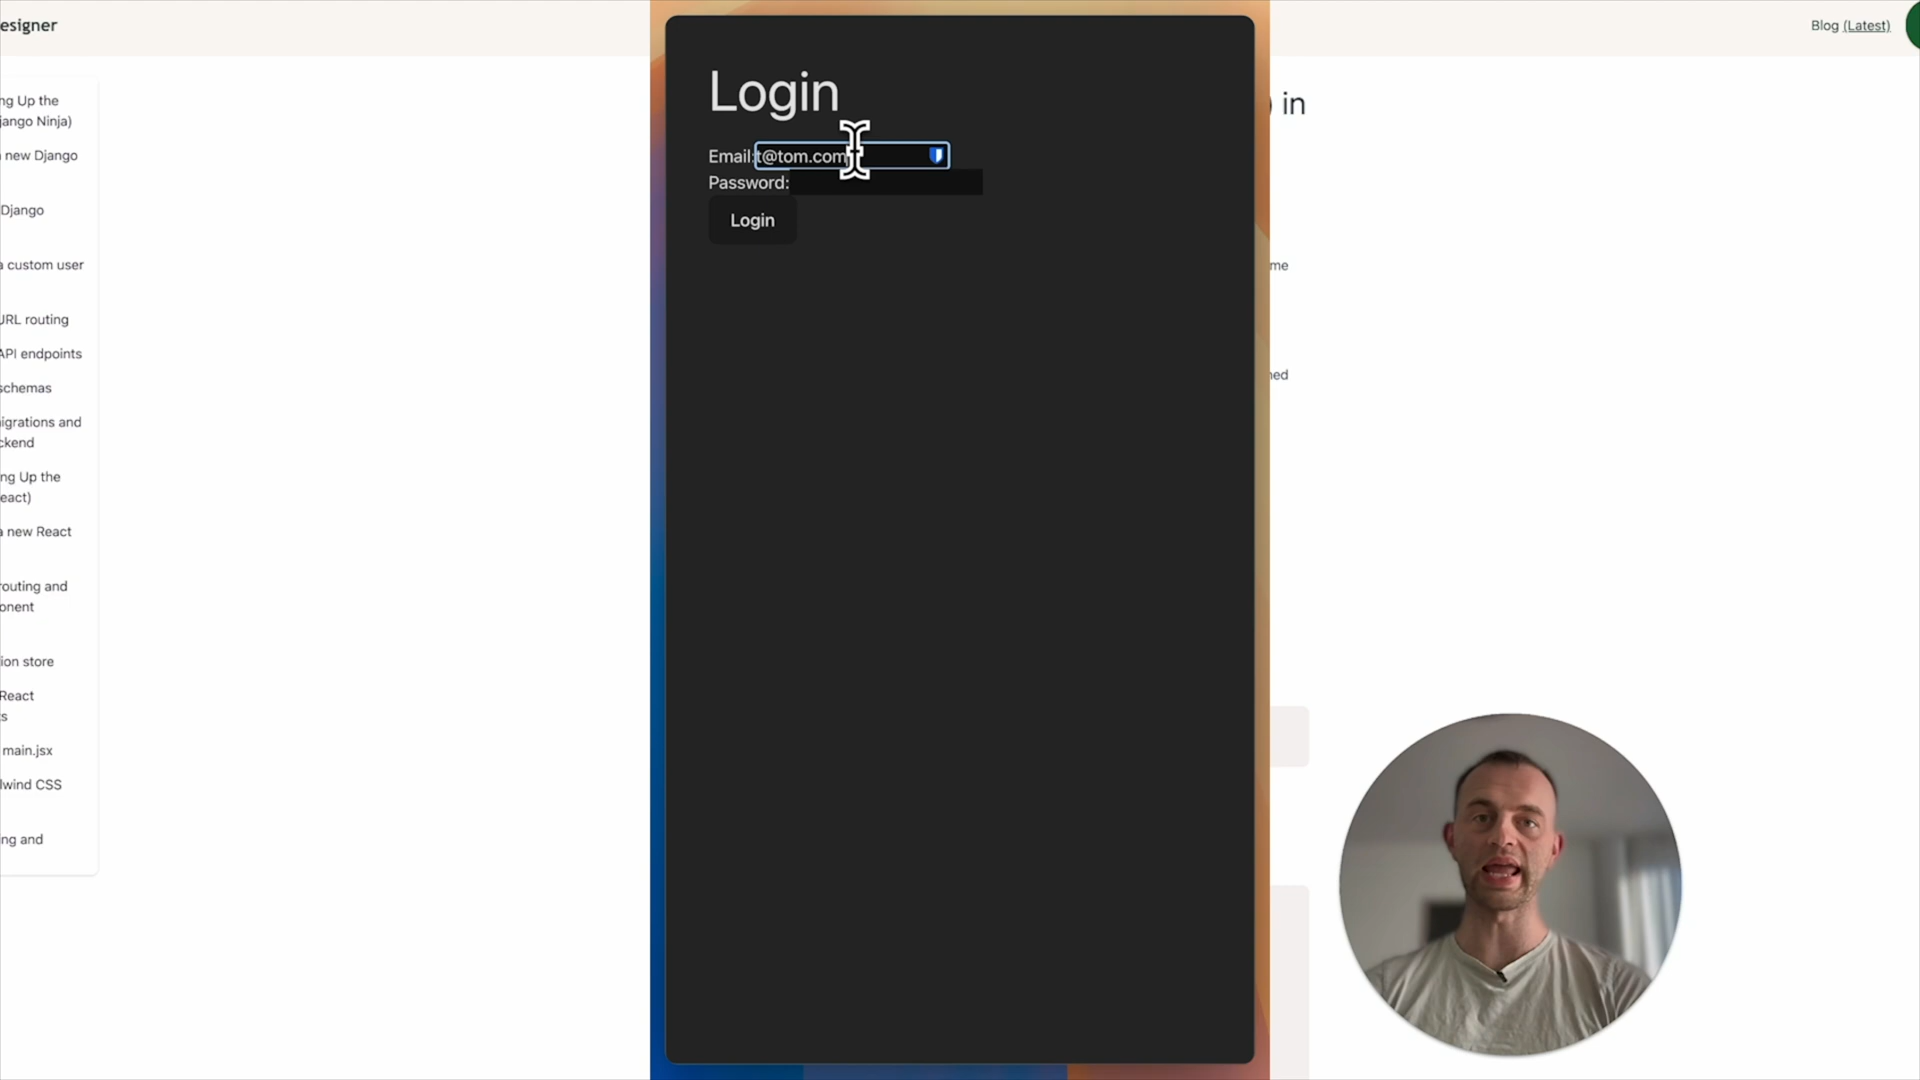 esigner
Blog (Latest)
ng Up the
jango Ninja)
new Django
Django
a custom user
URL routing
API endpoints
schemas
igrations and
ckend
ng Up the
eact)
a new React
routing and
onent
ion store
React
ts
main.jsx
lwind CSS
ng and
Login
Email:t@tom.com
Password:
Login
) in
me
ned